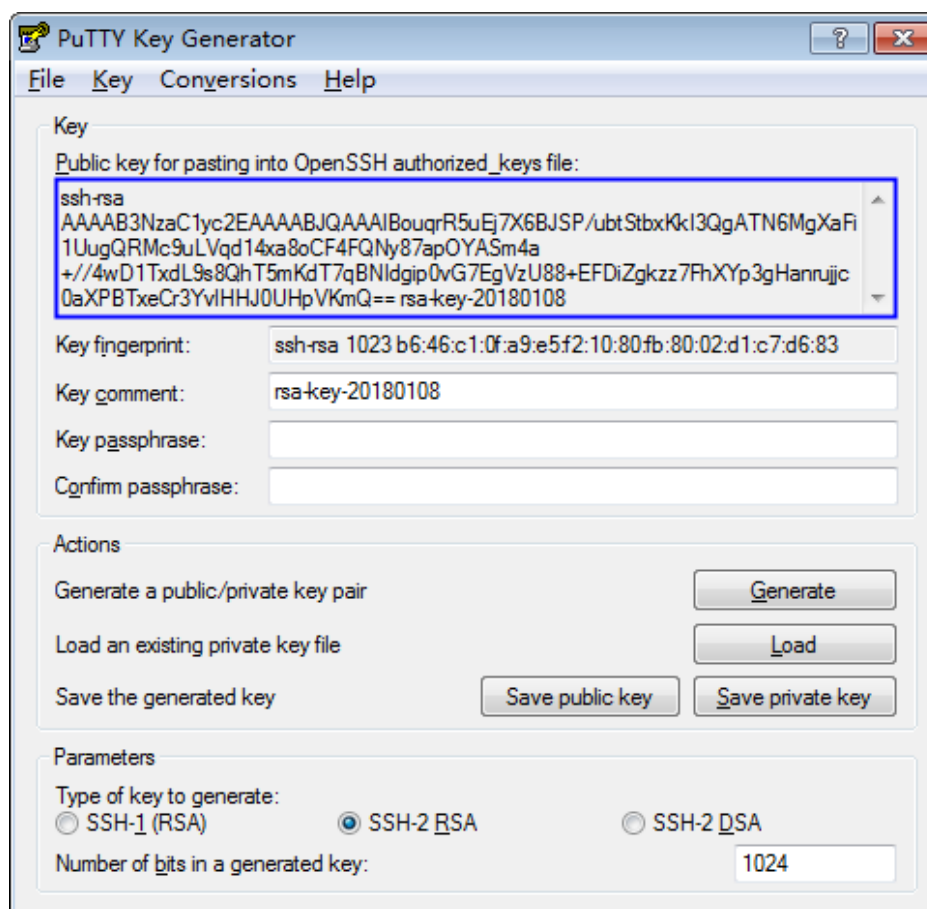 PuTTY Key Generator
File Key Conversions Help
Key
Public key for pasting into OpenSSH authorized_keys file:
ssh-rsa
AAAAB3NzaC1yc2EAAAABJQAAAIBouqrR5uEj7X6BJSP/ubtStbxKkI3QgATN6MgXaFi
1UugQRMc9uLVqd14xa8oCF4FQNy87apOYASm4a
+//4wD1TxdL9s8QhT5mKdT7qBNIdgip0vG7EgVzU88+EFDiZgkzz7FhXYp3gHanrujjc
0aXPBTxeCr3YvIHHJ0UHpVKmQ== rsa-key-20180108
Key fingerprint: ssh-rsa 1023 b6:46:c1:0f:a9:e5:f2:10:80:fb:80:02:d1:c7:d6:83
Key comment: rsa-key-20180108
Key passphrase:
Confirm passphrase:
Actions
Generate a public/private key pair Generate
Load an existing private key file Load
Save the generated key Save public key Save private key
Parameters
Type of key to generate:
SSH-1 (RSA) SSH-2 RSA SSH-2 DSA
Number of bits in a generated key: 1024